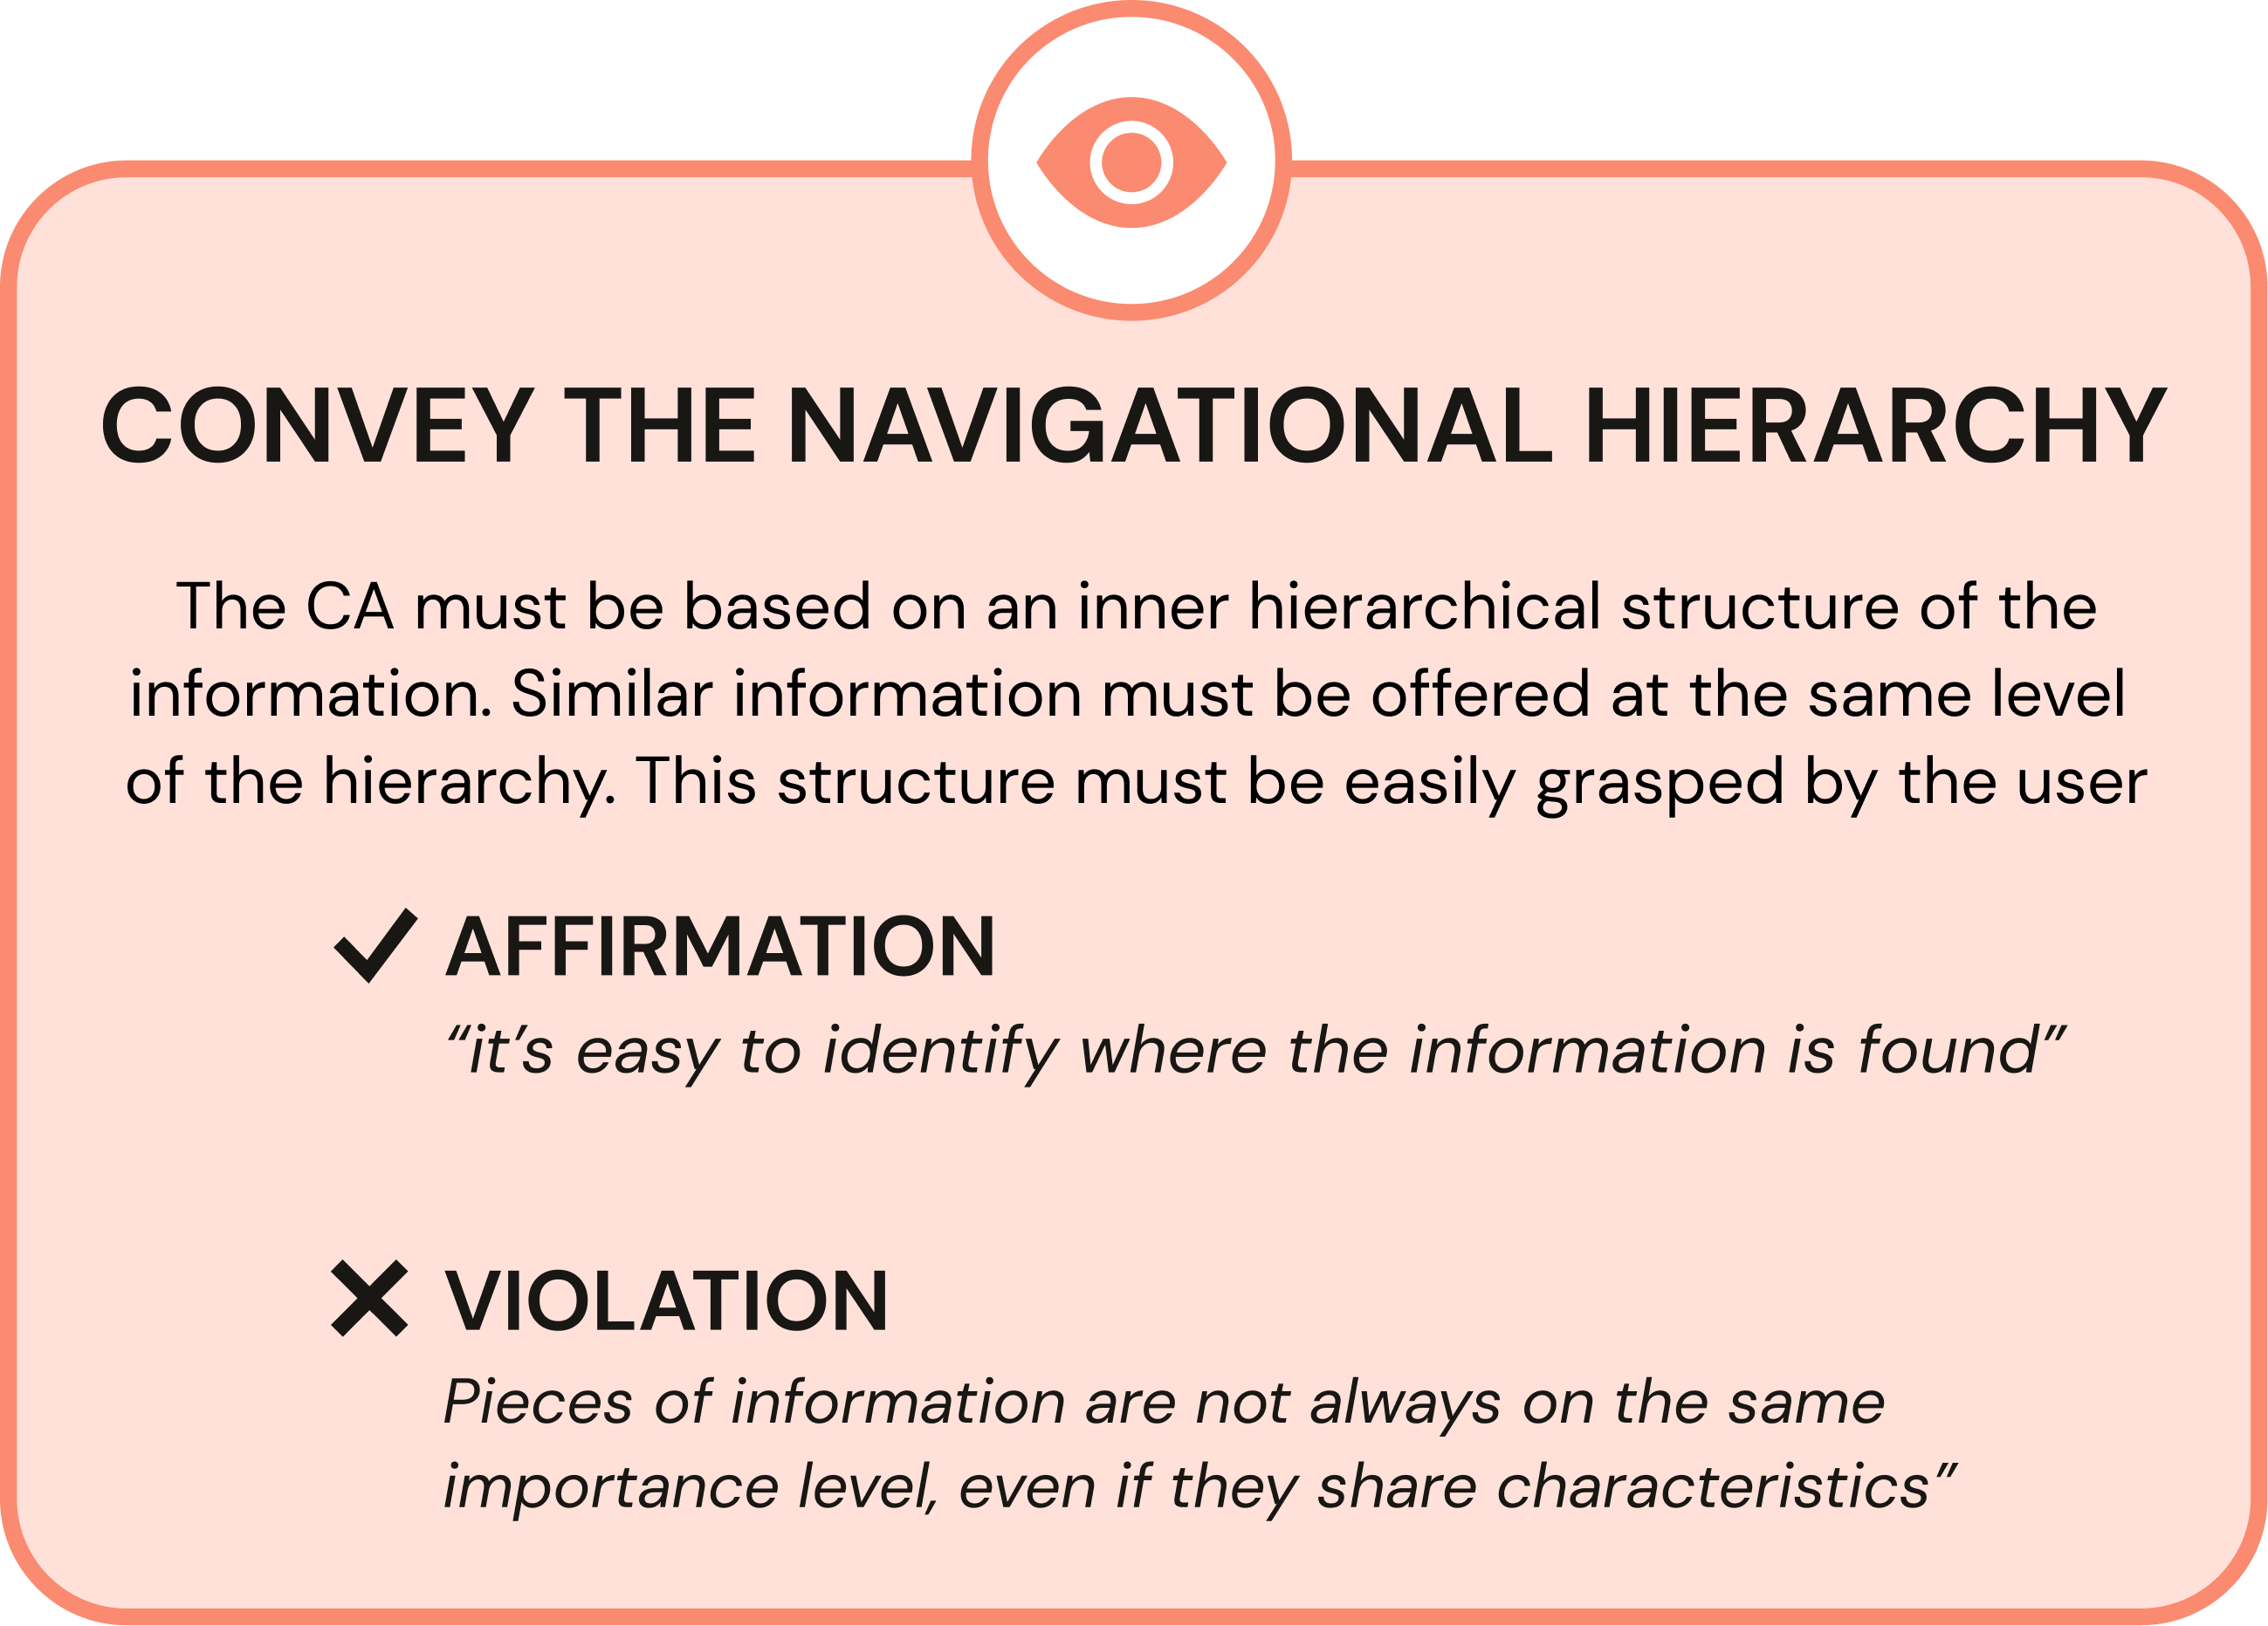 CONVEY THE NAVIGATIONAL HIERARCHY
The CA must be based on an inner hierarchical structure of the
information. Similar information must be offered at the same level
of the hierarchy. This structure must be easily grasped by the user
AFFIRMATION
“it’s easy to identify where the information is found”
VIOLATION
Pieces of information are not always on the same
importance level, even if they share characteristics”